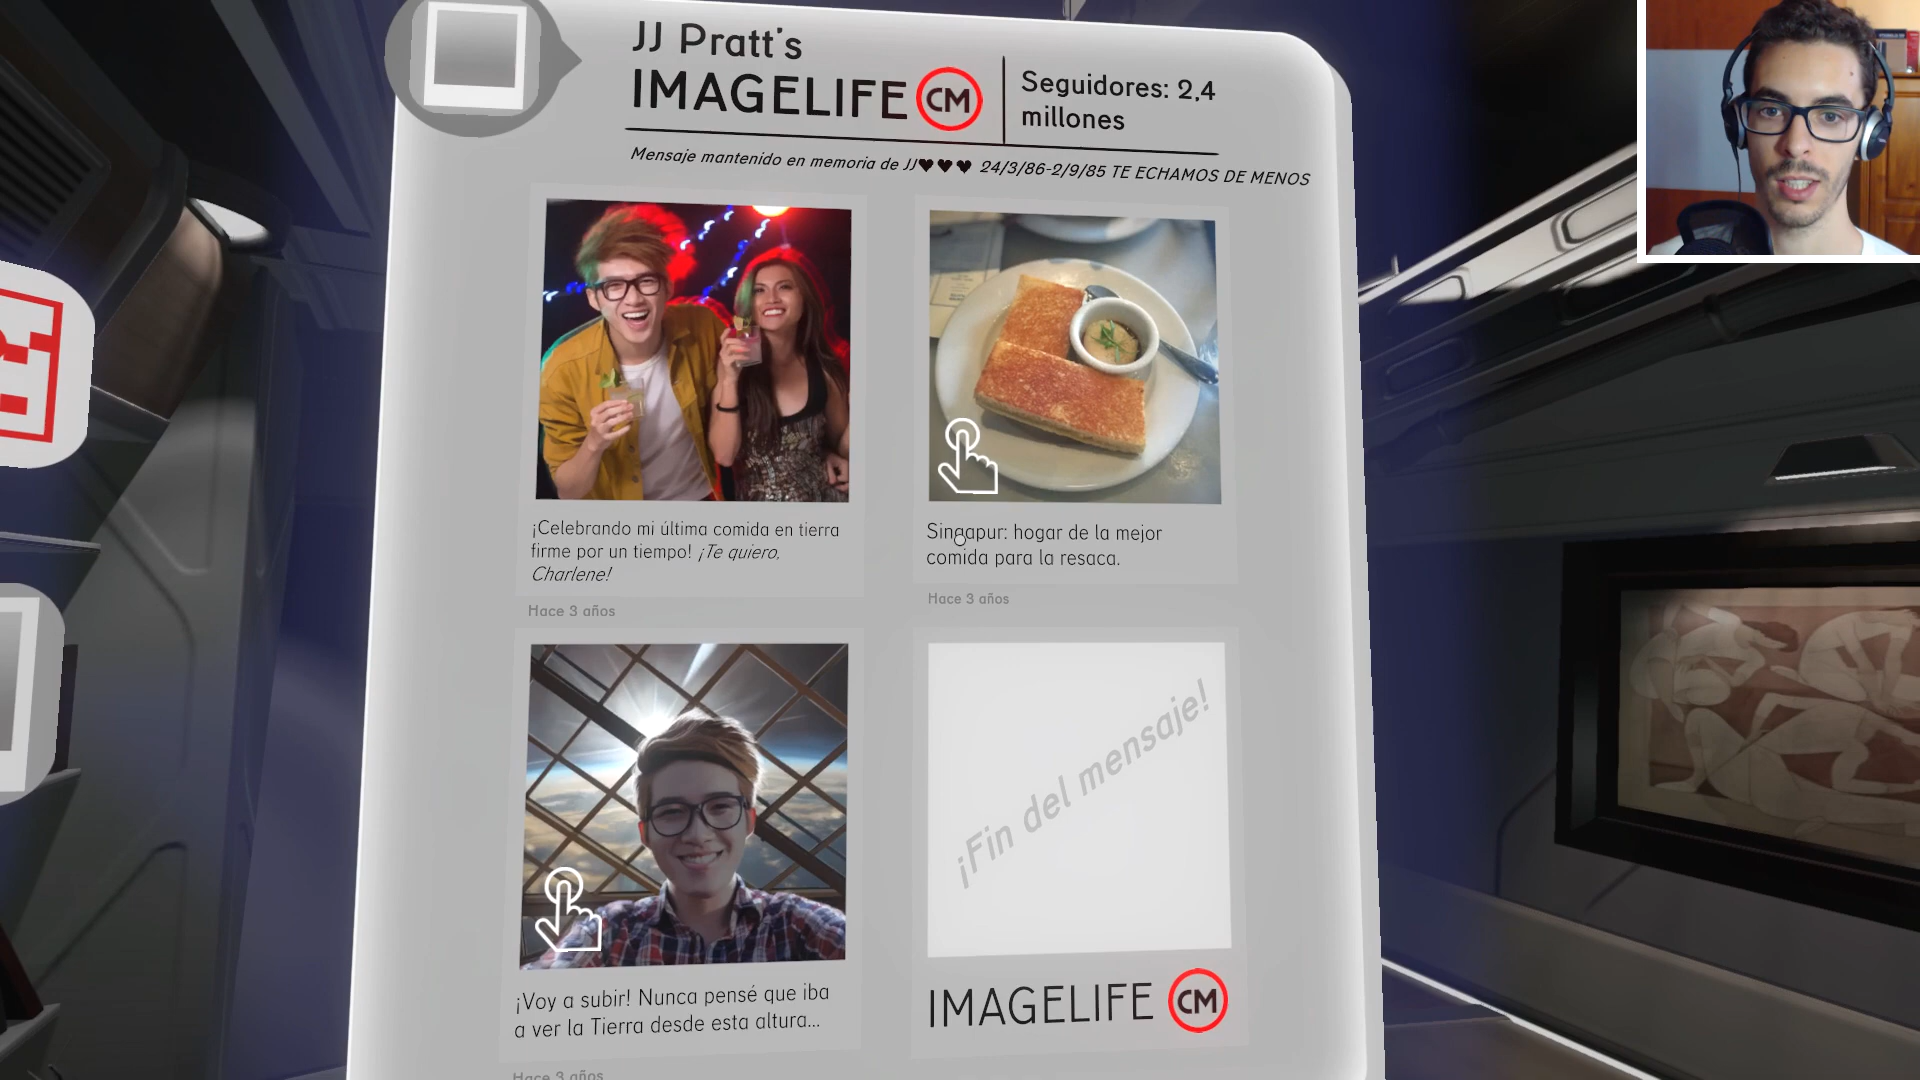 JJ Pratt's
IMAGELIFE CM
Seguidores: 2,4
millones
Mensaje mantenido en memoria de JJ♥♥♥ 24/3/86-2/9/85 TE ECHAMOS DE MENOS
¡Celebrando mi última comida en tierra
firme por un tiempo! ¡Te quiero,
Charlene!
Hace 3 años
Singapur: hogar de la mejor
comida para la resaca.
Hace 3 años
¡Voy a subir! Nunca pensé que iba
a ver la Tierra desde esta altura...
Hace 3 años
¡Fin del mensaje!
IMAGELIFE CM